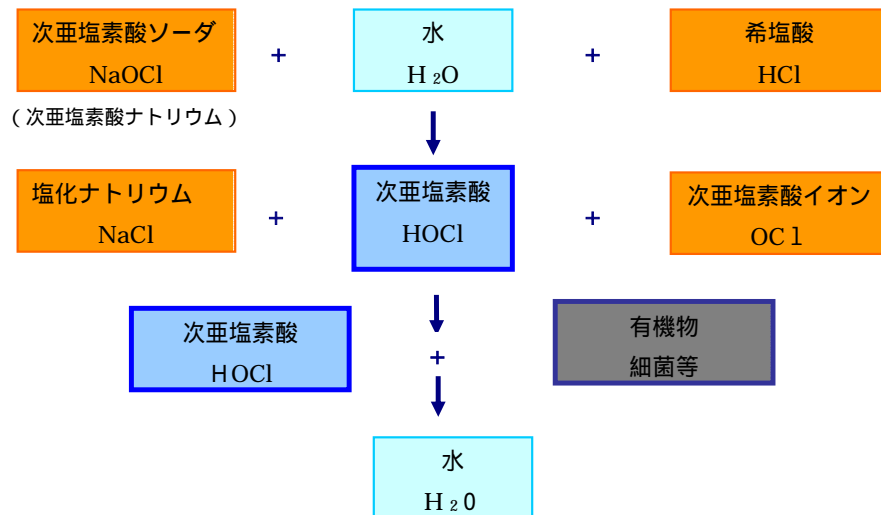 次亜塩素酸ソーダ + 水 + 希塩酸
NaOCl H ₂O HCl
(次亜塩素酸ナトリウム)
塩化ナトリウム + 次亜塩素酸 + 次亜塩素酸イオン
NaCl HOCl OC１
次亜塩素酸 + 有機物
ＨOCl 細菌等
水
H ₂０